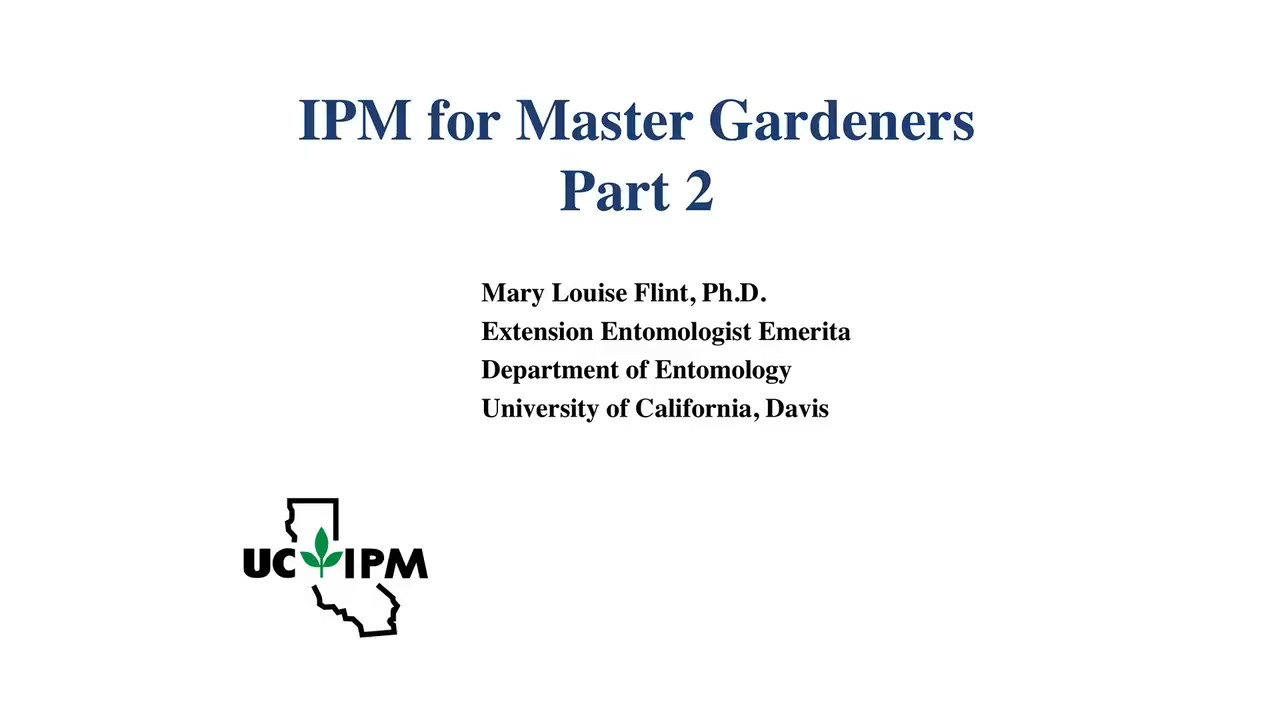 IPM for Master Gardeners
Part 2
Mary Louise Flint, Ph.D.
Extension Entomologist Emerita
Department of Entomology
University of California, Davis
UC IPM